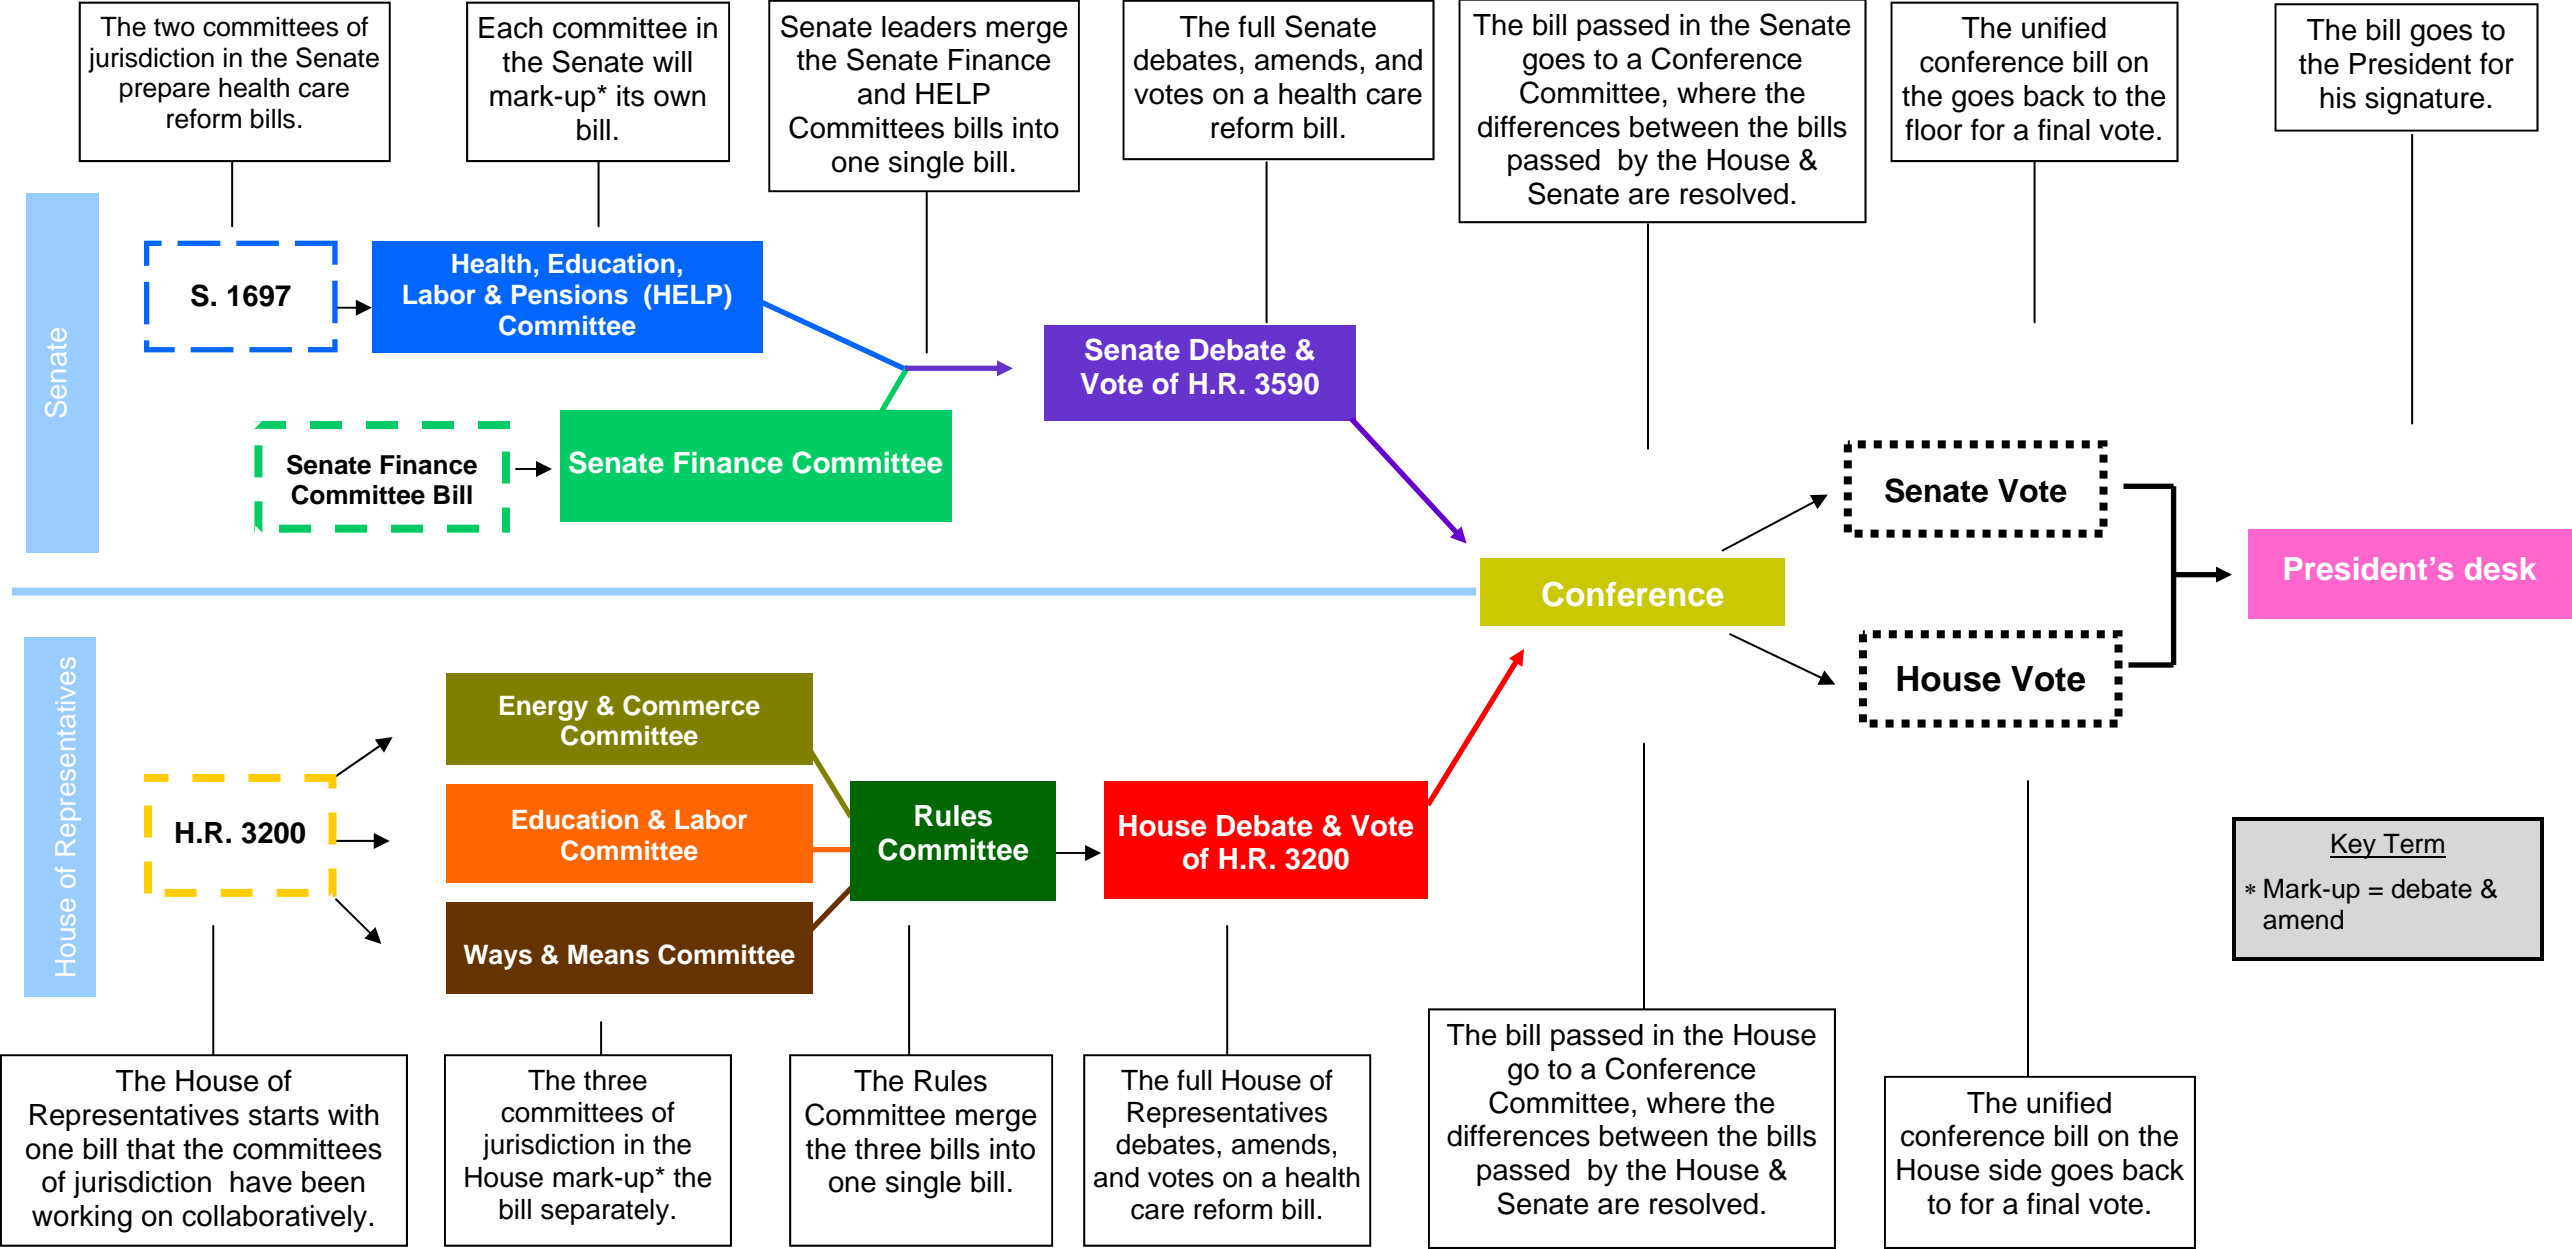 The two committees of
jurisdiction in the Senate
prepare health care
reform bills.
Each committee in
the Senate will
mark-up* its own
bill.
Senate leaders merge
the Senate Finance
and HELP
Committees bills into
one single bill.
The full Senate
debates, amends, and
votes on a health care
reform bill.
The bill passed in the Senate
goes to a Conference
Committee, where the
differences between the bills
passed by the House &
Senate are resolved.
The unified
conference bill on
the goes back to the
floor for a final vote.
The bill goes to
the President for
his signature.
Senate
S. 1697
Health, Education,
Labor & Pensions (HELP)
Committee
Senate Finance
Committee Bill
Senate Finance Committee
Senate Debate &
Vote of H.R. 3590
Conference
Senate Vote
House Vote
President’s desk
House of Representatives
H.R. 3200
Energy & Commerce
Committee
Education & Labor
Committee
Ways & Means Committee
Rules
Committee
House Debate & Vote
of H.R. 3200
Key Term
* Mark-up = debate &
amend
The House of
Representatives starts with
one bill that the committees
of jurisdiction have been
working on collaboratively.
The three
committees of
jurisdiction in the
House mark-up* the
bill separately.
The Rules
Committee merge
the three bills into
one single bill.
The full House of
Representatives
debates, amends,
and votes on a health
care reform bill.
The bill passed in the House
go to a Conference
Committee, where the
differences between the bills
passed by the House &
Senate are resolved.
The unified
conference bill on the
House side goes back
to for a final vote.